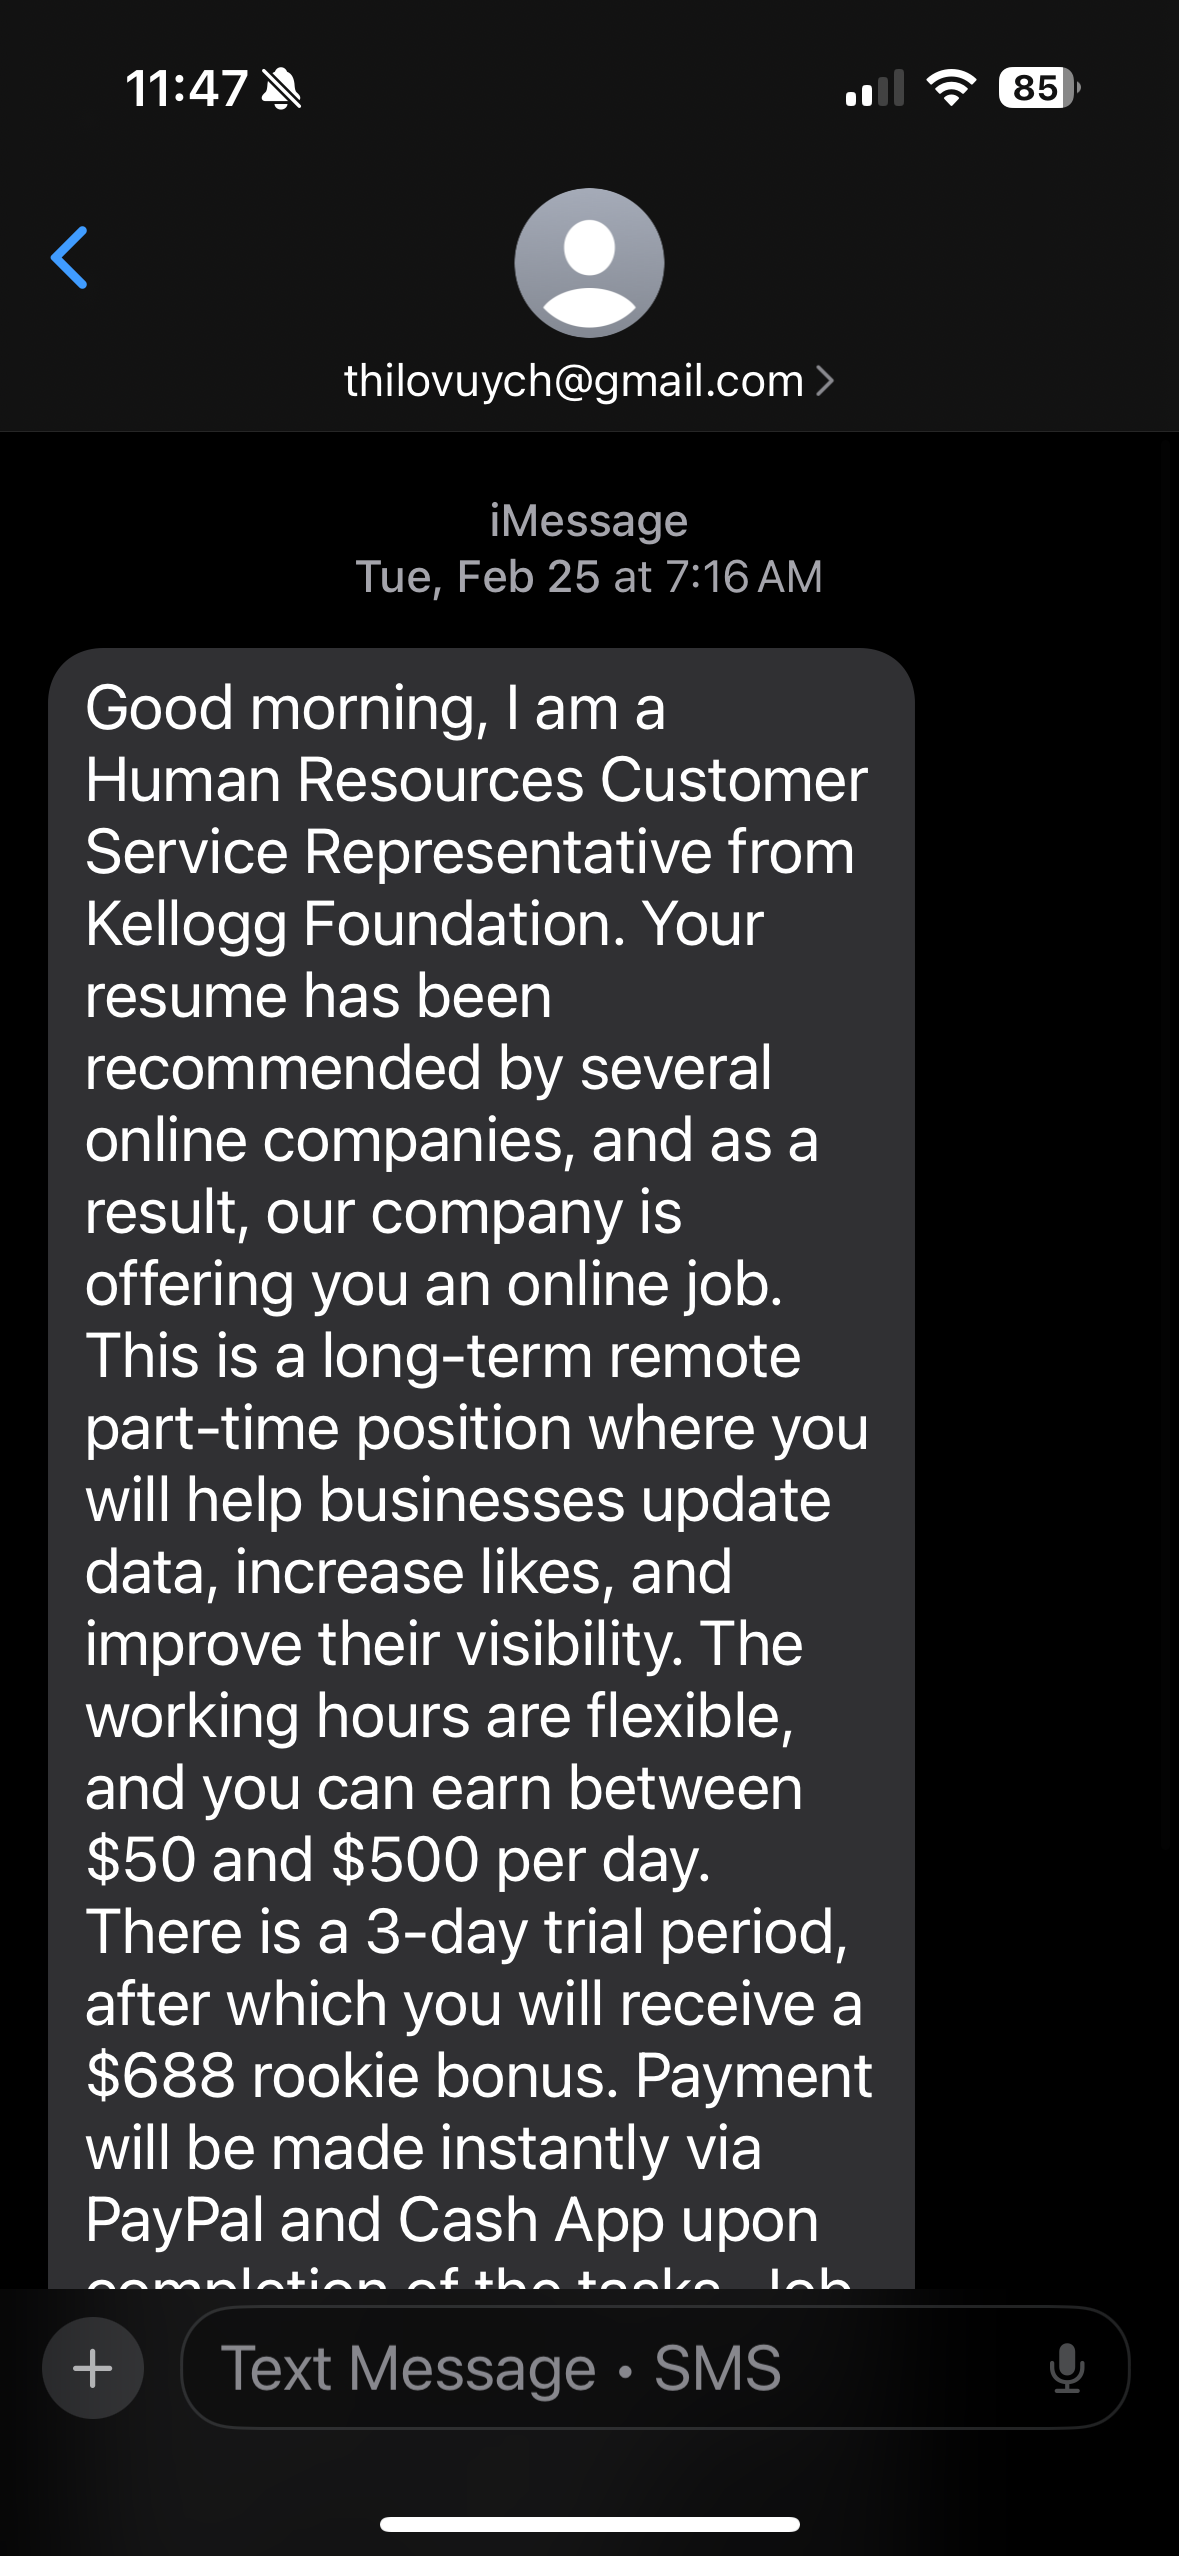 11:47
85
thilovuych@gmail.com
iMessage
Tue, Feb 25 at 7:16 AM
Good morning, I am a
Human Resources Customer
Service Representative from
Kellogg Foundation. Your
resume has been
recommended by several
online companies, and as a
result, our company is
offering you an online job.
This is a long-term remote
part-time position where you
will help businesses update
data, increase likes, and
improve their visibility. The
working hours are flexible,
and you can earn between
$50 and $500 per day.
There is a 3-day trial period,
after which you will receive a
$688 rookie bonus. Payment
will be made instantly via
PayPal and Cash App upon
completion of the tasks. Job
Text Message • SMS